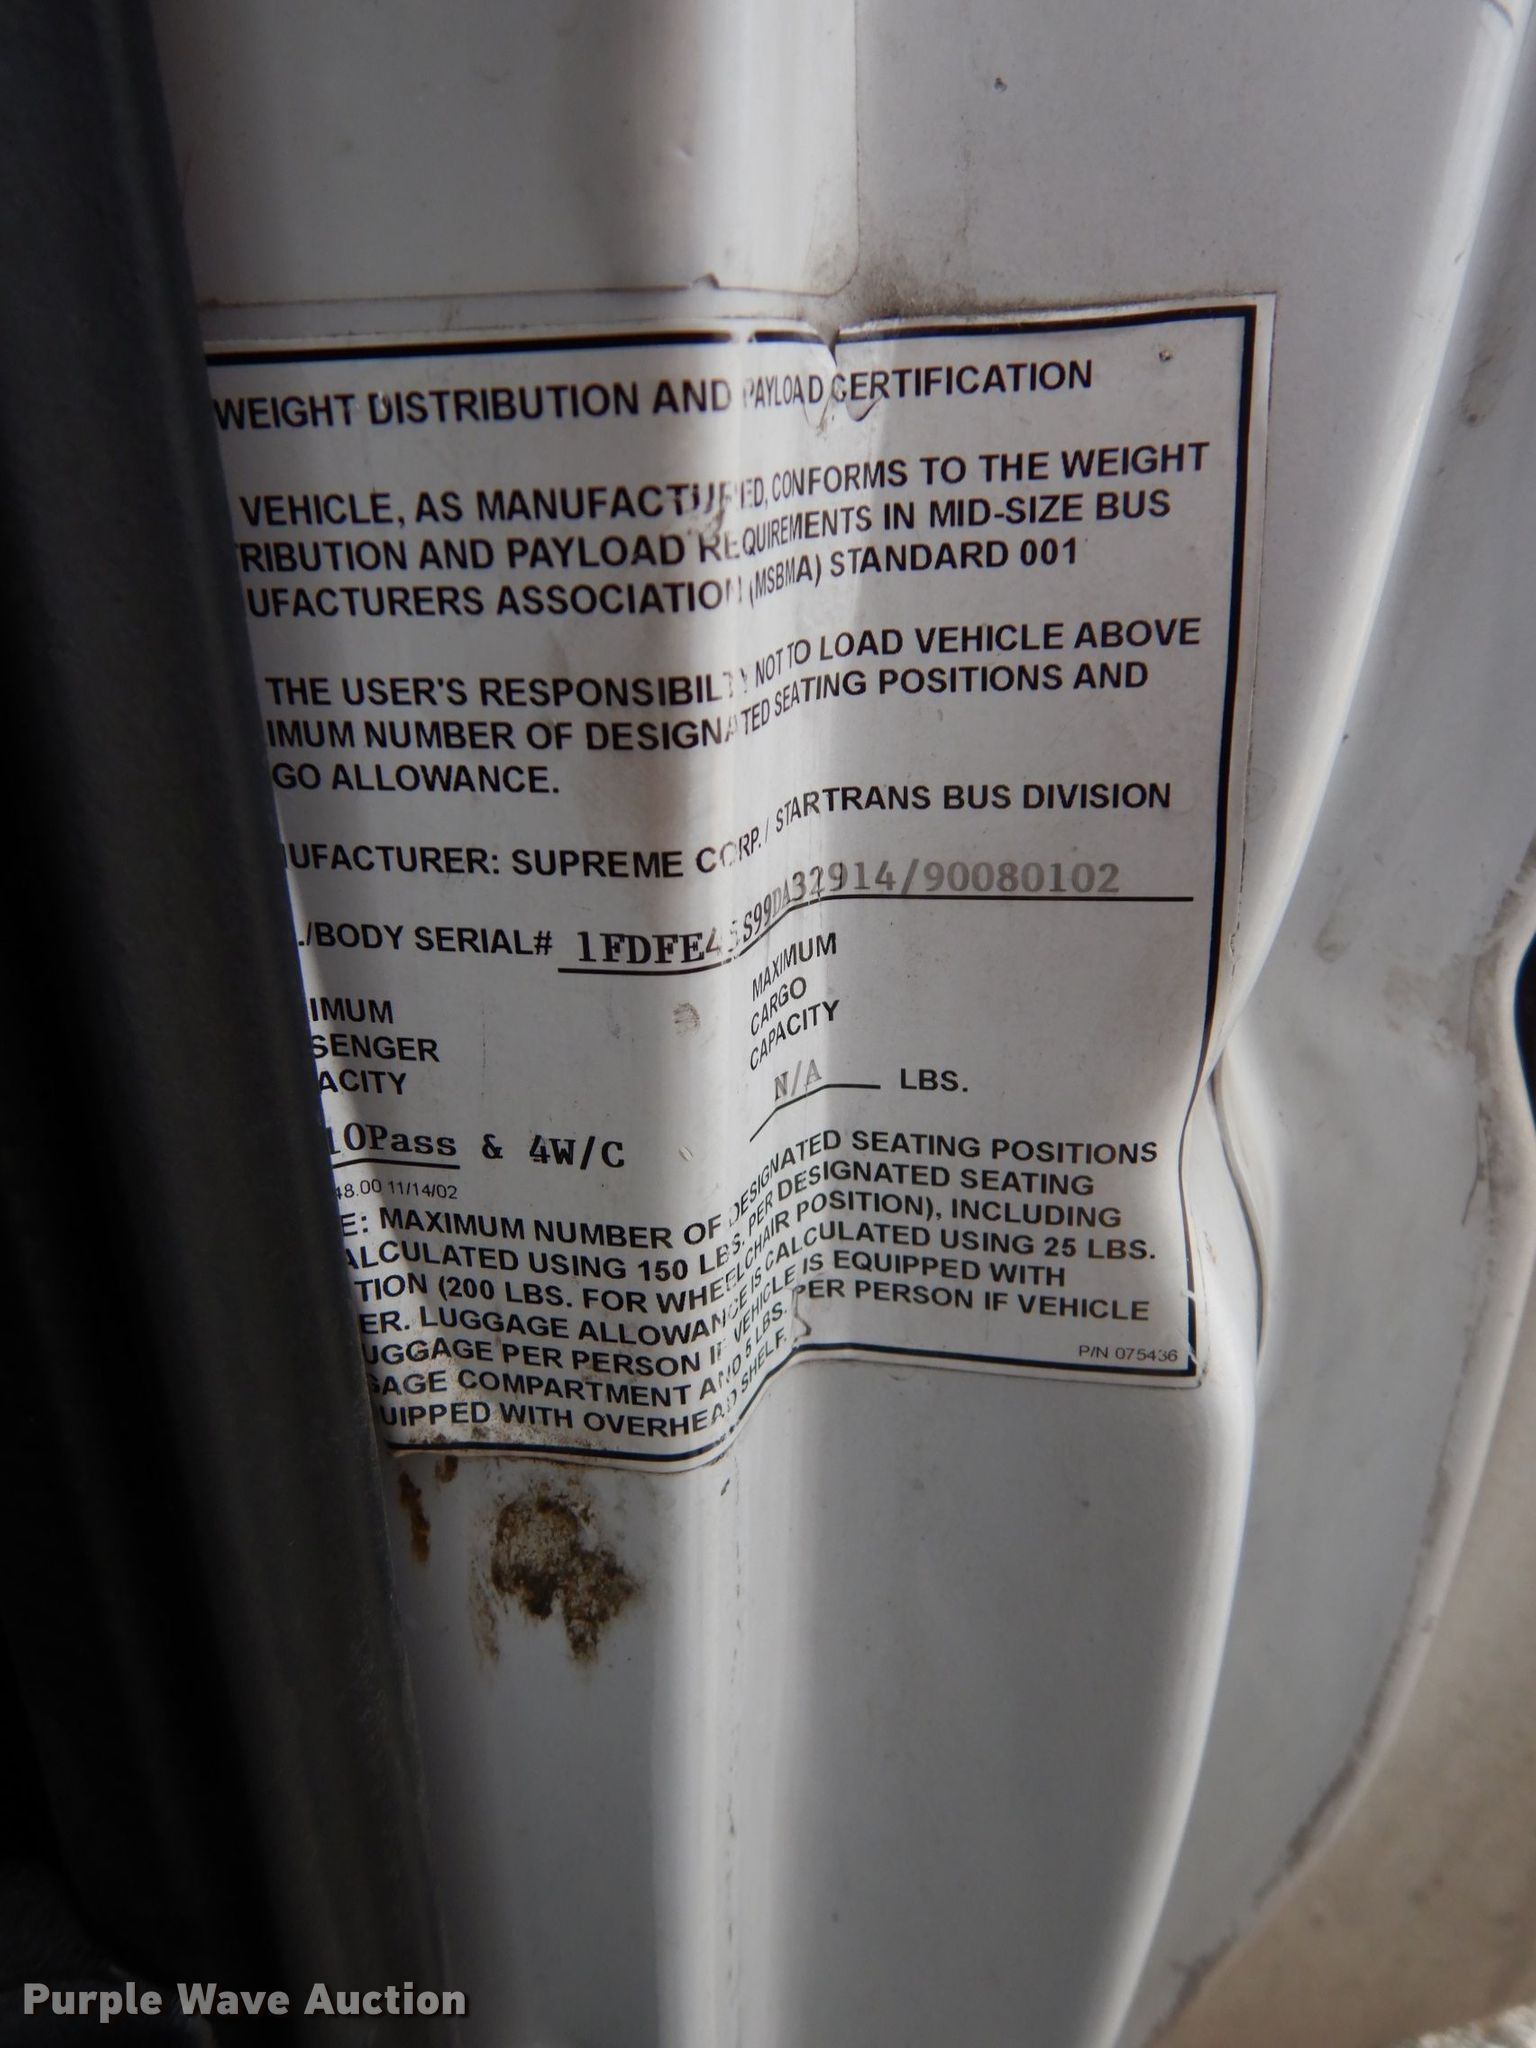 WEIGHT DISTRIBUTION AND PAYLOAD CERTIFICATION
VEHICLE, AS MANUFACTURED, CONFORMS TO THE WEIGHT
RIBUTION AND PAYLOAD REQUIREMENTS IN MID-SIZE BUS
UFACTURERS ASSOCIATION (MSBMA) STANDARD 001
THE USER'S RESPONSIBILTY NOT TO LOAD VEHICLE ABOVE
IMUM NUMBER OF DESIGNATED SEATING POSITIONS AND
GO ALLOWANCE.
UFACTURER: SUPREME CORP. / STARTRANS BUS DIVISION
./BODY SERIAL# 1FDFE45S99DA32914/90080102
IMUM
SENGER
ACITY
10Pass & 4W/C
MAXIMUM
CARGO
CAPACITY
N/A LBS.
48.00 11/14/02
E: MAXIMUM NUMBER OF DESIGNATED SEATING POSITIONS
ALCULATED USING 150 LBS. PER DESIGNATED SEATING
TION (200 LBS. FOR WHEELCHAIR POSITION), INCLUDING
ER. LUGGAGE ALLOWANCE IS CALCULATED USING 25 LBS.
UGGAGE PER PERSON IF VEHICLE IS EQUIPPED WITH
GAGE COMPARTMENT AND 5 LBS. PER PERSON IF VEHICLE
UIPPED WITH OVERHEAD SHELF.
P/N 075436
Purple Wave Auction